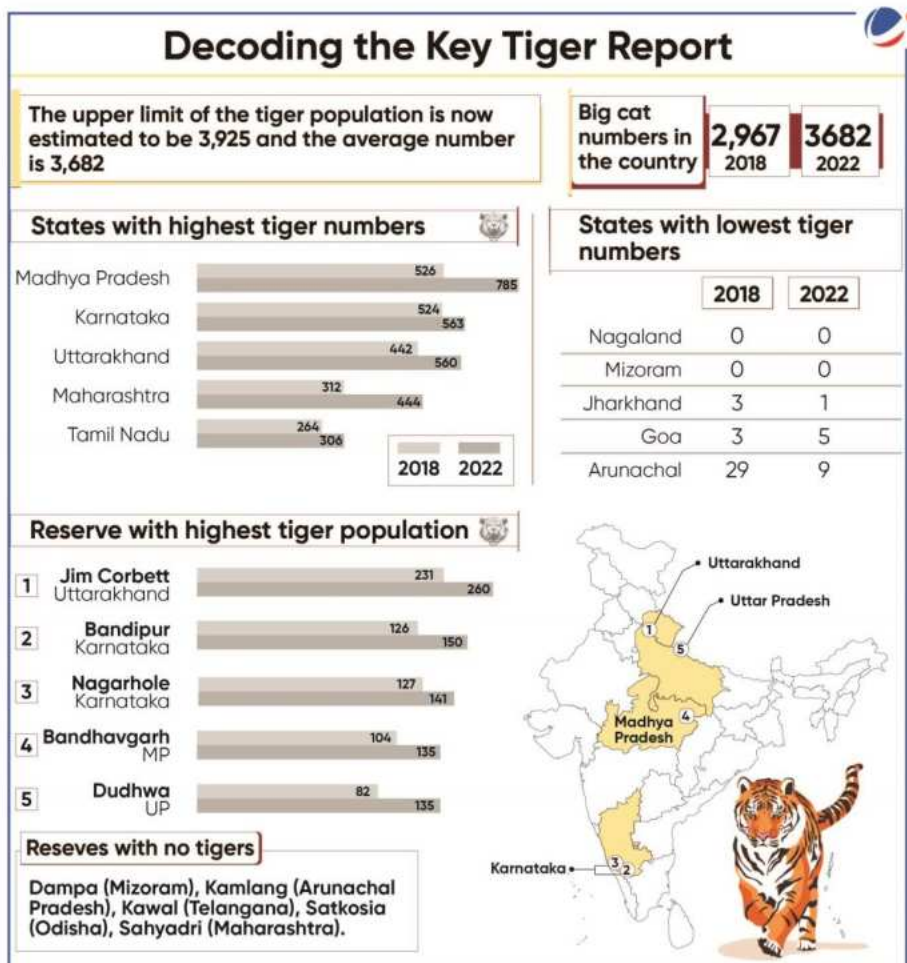 Decoding the Key Tiger Report
The upper limit of the tiger population is now
estimated to be 3,925 and the average number
is 3,682
Big cat
numbers in
the country
2,967
2018
3682
2022
States with highest tiger numbers
Madhya Pradesh
526
785
Karnataka
524
563
Uttarakhand
442
560
Maharashtra
312
444
Tamil Nadu
264
306
2018 2022
States with lowest tiger
numbers
2018 2022
Nagaland 0 0
Mizoram 0 0
Jharkhand 3 1
Goa 3 5
Arunachal 29 9
Reserve with highest tiger population
1 Jim Corbett
Uttarakhand
231
260
2 Bandipur
Karnataka
126
150
3 Nagarhole
Karnataka
127
141
4 Bandhavgarh
MP
104
135
5 Dudhwa
UP
82
135
Reseves with no tigers
Dampa (Mizoram), Kamlang (Arunachal
Pradesh), Kawal (Telangana), Satkosia
(Odisha), Sahyadri (Maharashtra).
Uttarakhand
Uttar Pradesh
1
5
Madhya
Pradesh
4
Karnataka
3
2